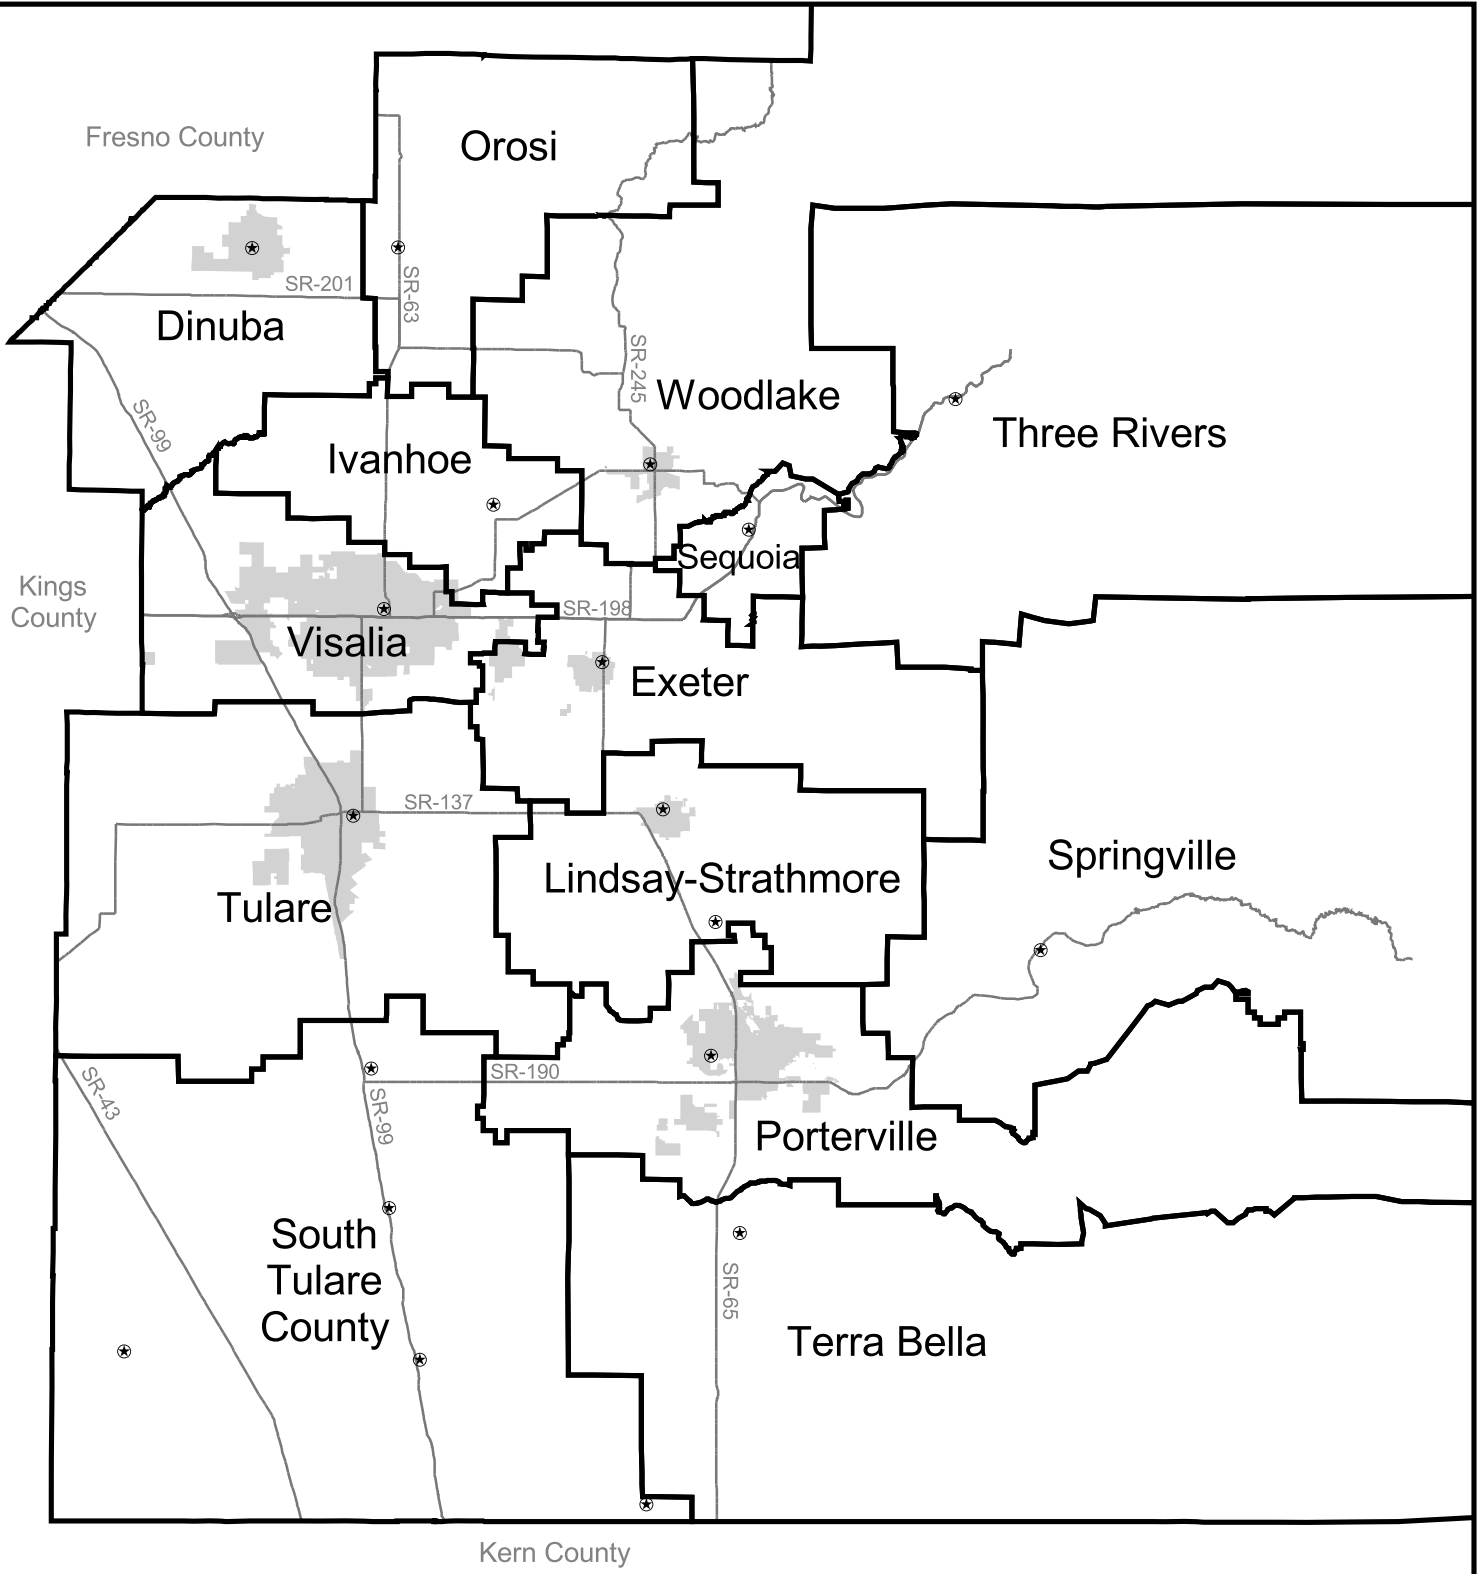 Fresno County
Orosi
SR-201
SR-63
Dinuba
SR-245
Woodlake
SR-99
Three Rivers
Ivanhoe
Sequoia
Kings
County
SR-198
Visalia
Exeter
SR-137
Springville
Lindsay-Strathmore
Tulare
SR-190
SR-43
SR-99
Porterville
South
Tulare
County
SR-65
Terra Bella
Kern County